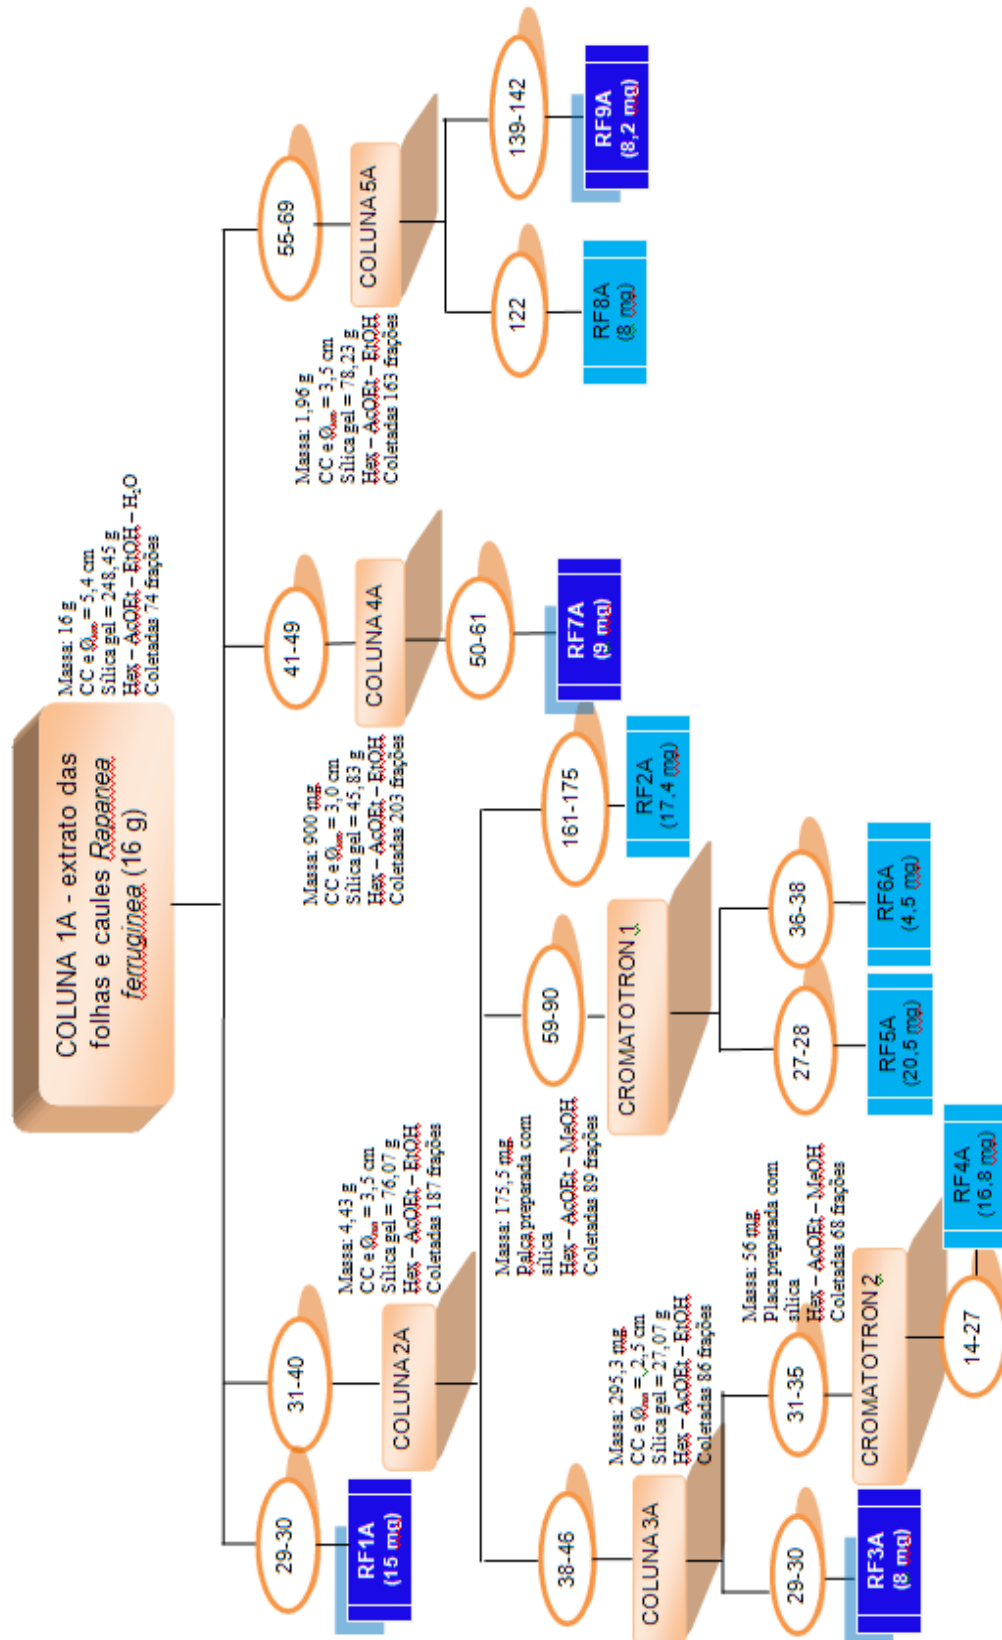 COLUNA 1A - extrato das
folhas e caules Rapanea
ferruginea (16 g)
Massa: 16 g
CC e Ø = 5,4 cm
Sílica gel = 248,45 g
Hex – AcOEt – EtOH – H₂O
Coletadas 74 frações
29-30
RF1A
(15 mg)
31-40
COLUNA 2A
Massa: 4,43 g
CC e Ø = 3,5 cm
Sílica gel = 76,07 g
Hex – AcOEt – EtOH
Coletadas 187 frações
41-49
COLUNA 4A
Massa: 900 mg
CC e Ø = 3,0 cm
Sílica gel = 45,83 g
Hex – AcOEt – EtOH
Coletadas 203 frações
50-61
RF7A
(9 mg)
55-69
COLUNA 5A
Massa: 1,96 g
CC e Ø = 3,5 cm
Sílica gel = 78,23 g
Hex – AcOEt – EtOH
Coletadas 163 frações
122
RF8A
(8 mg)
139-142
RF9A
(8,2 mg)
38-46
COLUNA 3A
Massa: 295,3 mg
CC e Ø = 2,5 cm
Sílica gel = 27,07 g
Hex – AcOEt – EtOH
Coletadas 86 frações
59-90
CROMATOTRON 1
Massa: 175,5 mg
Palca preparada com
sílica
Hex – AcOEt – MeOH
Coletadas 89 frações
161-175
RF2A
(17,4 mg)
27-28
RF5A
(20,5 mg)
36-38
RF6A
(4,5 mg)
29-30
RF3A
(8 mg)
31-35
CROMATOTRON 2
Massa: 56 mg
Placa preparada com
sílica
Hex – AcOEt – MeOH
Coletadas 68 frações
14-27
RF4A
(16,8 mg)